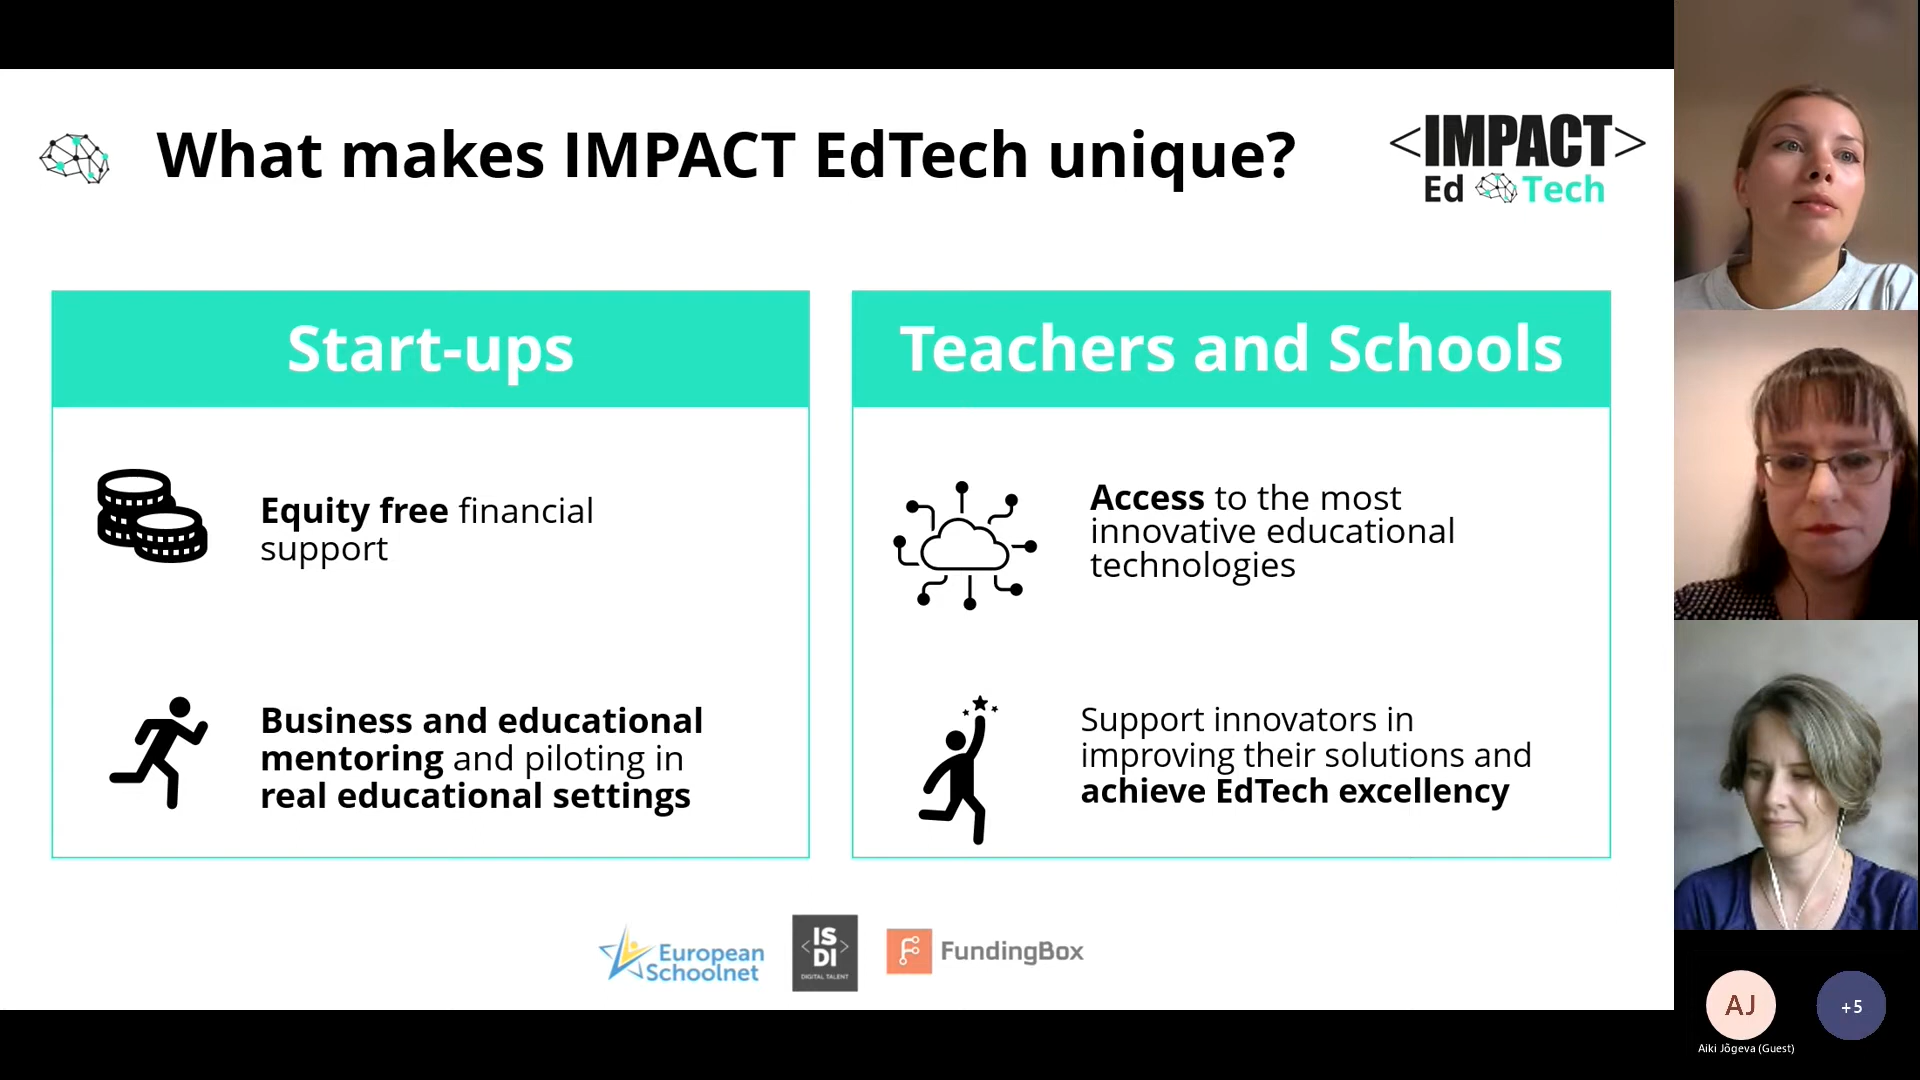 What makes IMPACT EdTech unique?
<IMPACT>
Ed Tech
Start-ups
Equity free financial
support
Business and educational
mentoring and piloting in
real educational settings
Teachers and Schools
Access to the most
innovative educational
technologies
Support innovators in
improving their solutions and
achieve EdTech excellency
European
Schoolnet
IS
<DI>
DIGITAL TALENT
FundingBox
AJ
+5
Aiki Jõgeva (Guest)